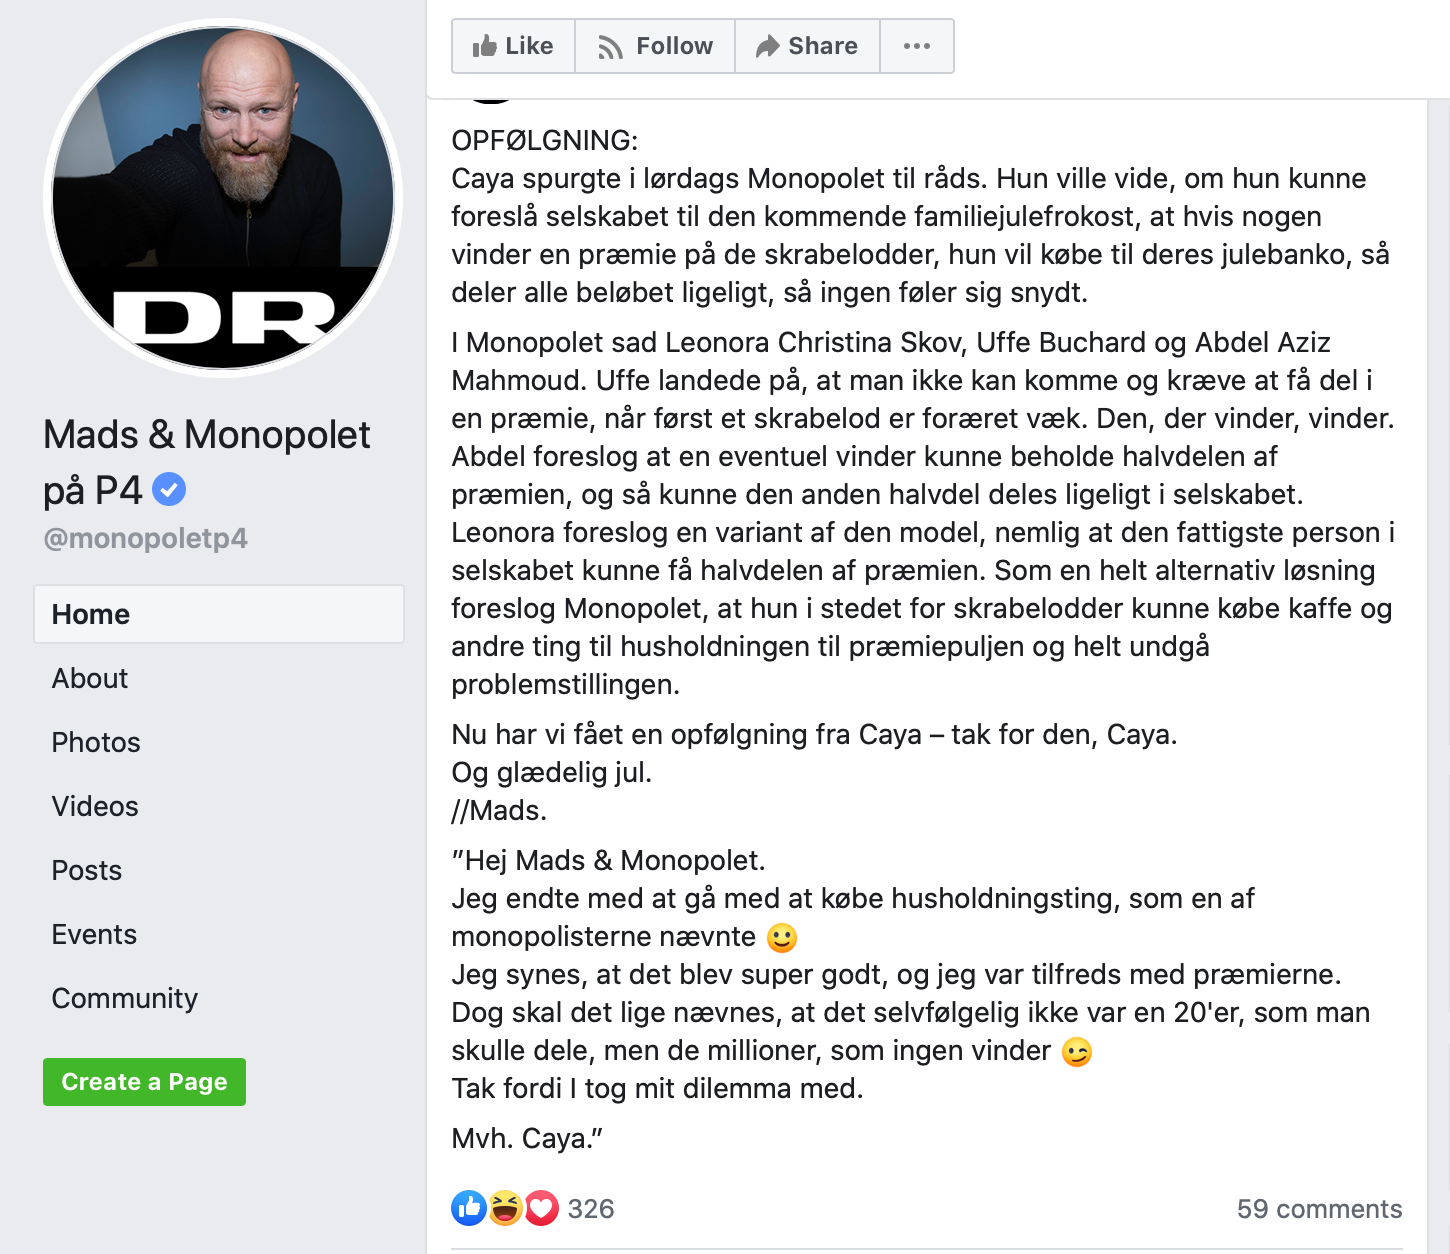 DR
Mads & Monopolet
på P4
@monopoletp4
Home
About
Photos
Videos
Posts
Events
Community
Create a Page
Like
Follow
Share
OPFØLGNING:
Caya spurgte i lørdags Monopolet til råds. Hun ville vide, om hun kunne
foreslå selskabet til den kommende familiejulefrokost, at hvis nogen
vinder en præmie på de skrabelodder, hun vil købe til deres julebanko, så
deler alle beløbet ligeligt, så ingen føler sig snydt.
I Monopolet sad Leonora Christina Skov, Uffe Buchard og Abdel Aziz
Mahmoud. Uffe landede på, at man ikke kan komme og kræve at få del i
en præmie, når først et skrabelod er foræret væk. Den, der vinder, vinder.
Abdel foreslog at en eventuel vinder kunne beholde halvdelen af
præmien, og så kunne den anden halvdel deles ligeligt i selskabet.
Leonora foreslog en variant af den model, nemlig at den fattigste person i
selskabet kunne få halvdelen af præmien. Som en helt alternativ løsning
foreslog Monopolet, at hun i stedet for skrabelodder kunne købe kaffe og
andre ting til husholdningen til præmiepuljen og helt undgå
problemstillingen.
Nu har vi fået en opfølgning fra Caya – tak for den, Caya.
Og glædelig jul.
//Mads.
”Hej Mads & Monopolet.
Jeg endte med at gå med at købe husholdningsting, som en af
monopolisterne nævnte 🙂
Jeg synes, at det blev super godt, og jeg var tilfreds med præmierne.
Dog skal det lige nævnes, at det selvfølgelig ikke var en 20'er, som man
skulle dele, men de millioner, som ingen vinder 😉
Tak fordi I tog mit dilemma med.
Mvh. Caya.”
326
59 comments